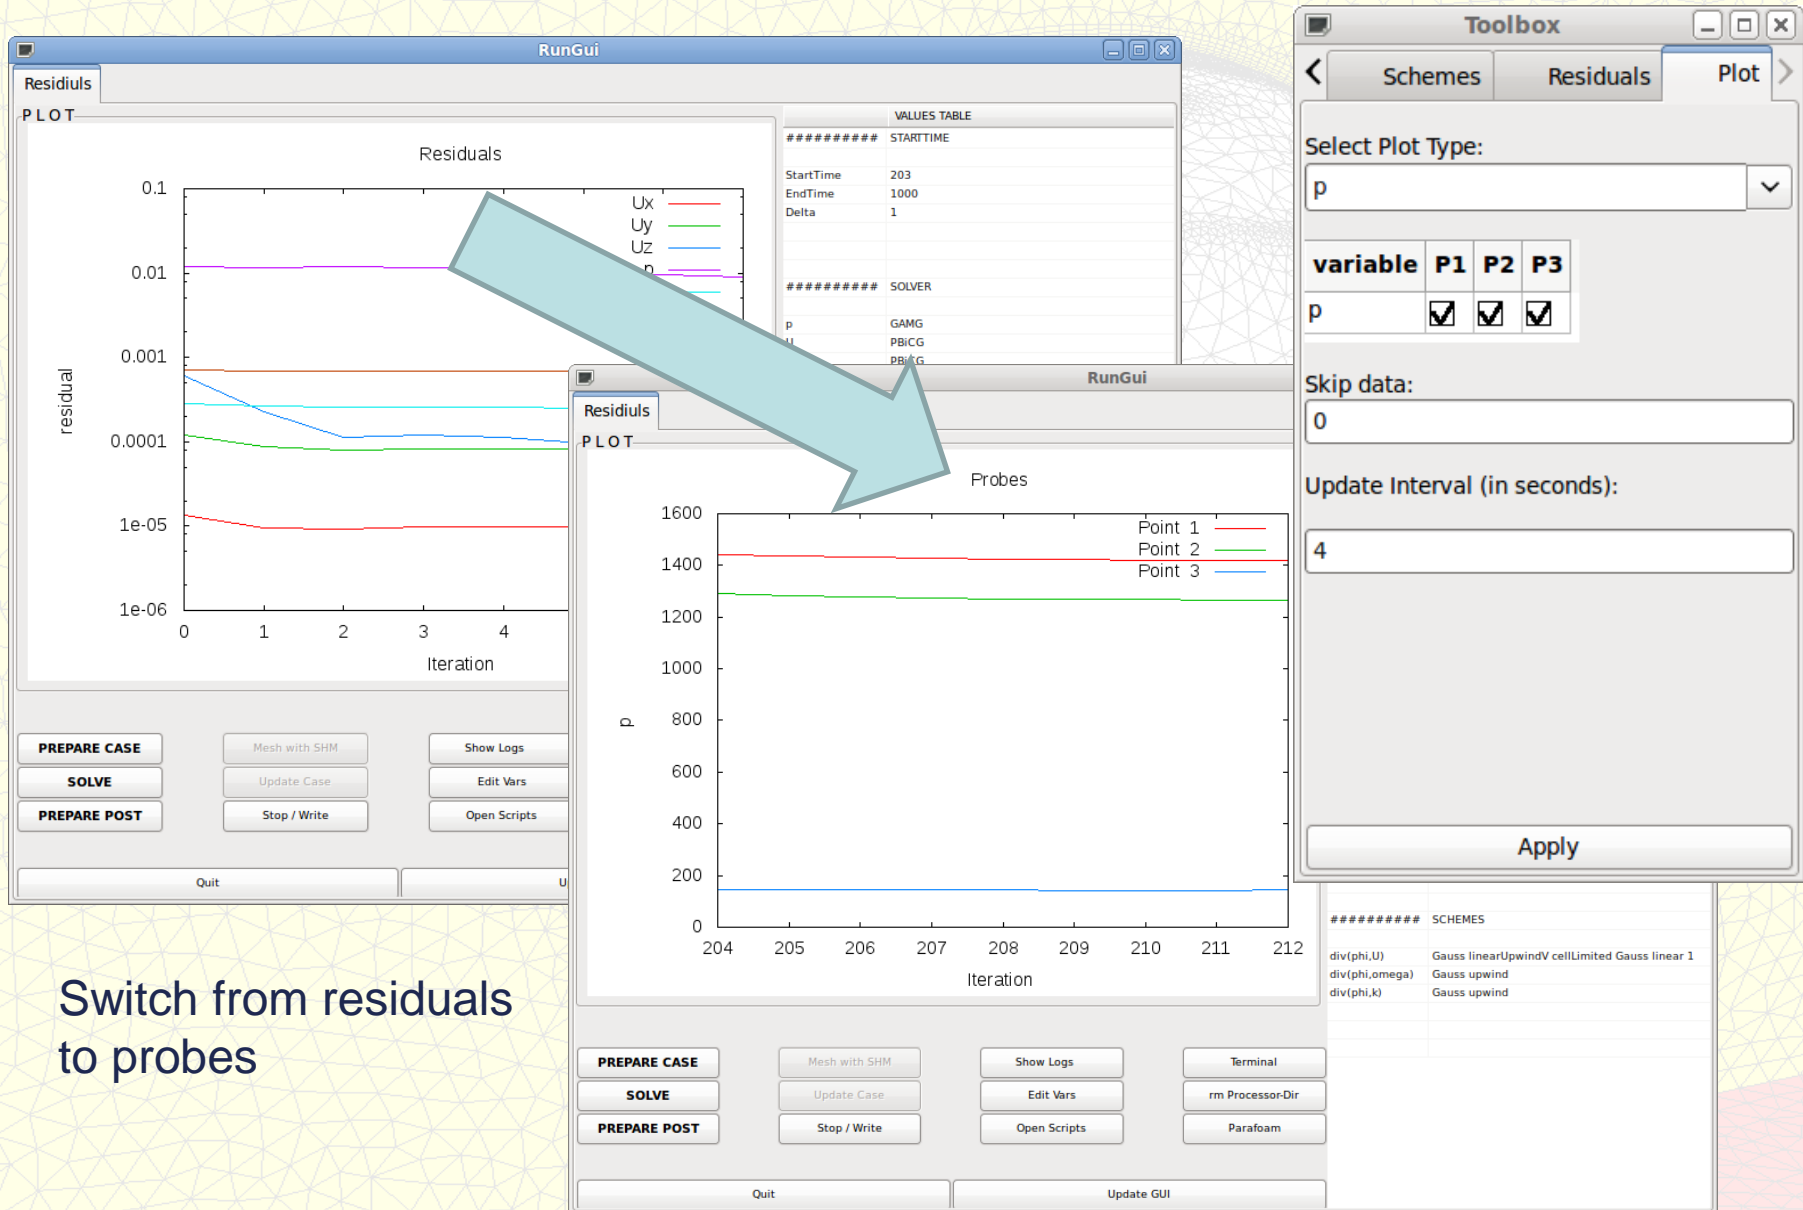 RunGui
Residiuls
PLOT
Residuals
0.1
0.01
0.001
0.0001
1e-05
1e-06
residual
Ux
Uy
Uz
p
0 1 2 3 4
Iteration
VALUES TABLE
########## STARTTIME
StartTime 203
EndTime 1000
Delta 1
########## SOLVER
p GAMG
U PBiCG
PBiCG
PREPARE CASE Mesh with SHM Show Logs
SOLVE Update Case Edit Vars
PREPARE POST Stop / Write Open Scripts
Quit U
RunGui
Residiuls
PLOT
Probes
1600
1400
1200
1000
800
600
400
200
0
p
Point 1
Point 2
Point 3
204 205 206 207 208 209 210 211 212
Iteration
########## SCHEMES
div(phi,U) Gauss linearUpwindV cellLimited Gauss linear 1
div(phi,omega) Gauss upwind
div(phi,k) Gauss upwind
PREPARE CASE Mesh with SHM Show Logs Terminal
SOLVE Update Case Edit Vars rm Processor-Dir
PREPARE POST Stop / Write Open Scripts Parafoam
Quit Update GUI
Toolbox
Schemes Residuals Plot
Select Plot Type:
p
variable P1 P2 P3
p
Skip data:
0
Update Interval (in seconds):
4
Apply
Switch from residuals
to probes